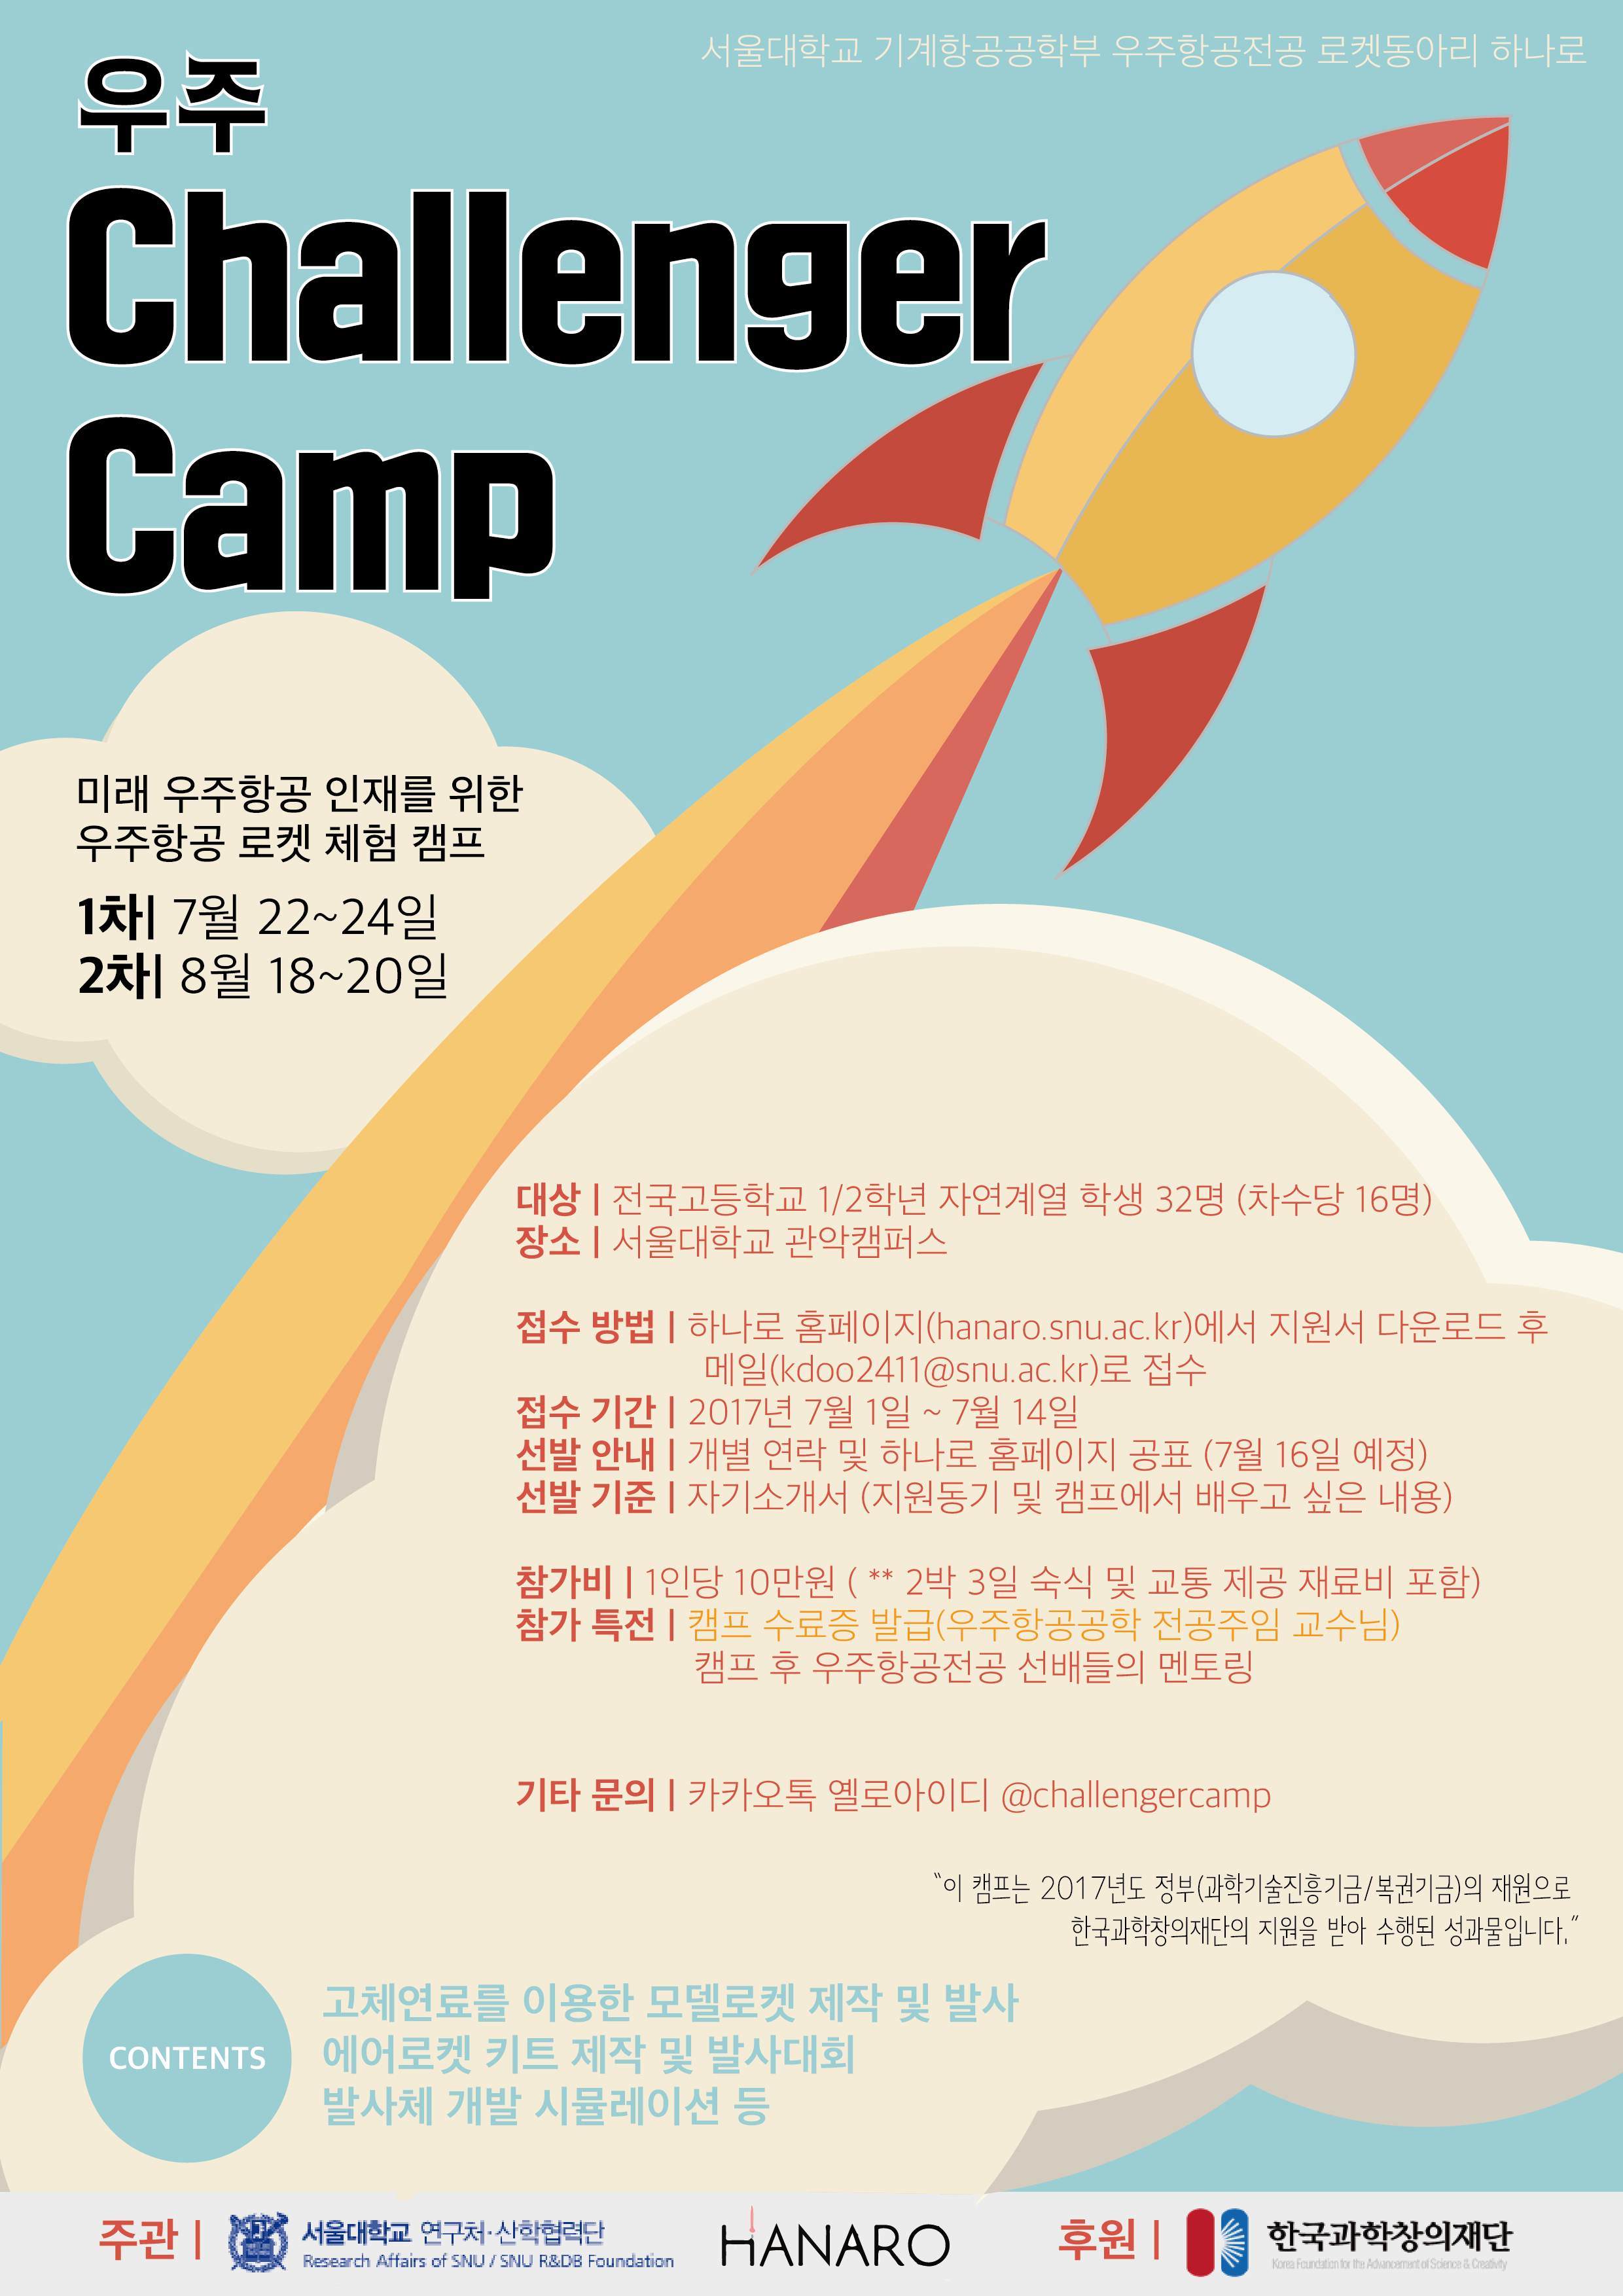 서울대학교 기계항공공학부 우주항공전공 로켓동아리 하나로
우주
Challenger
Camp
미래 우주항공 인재를 위한
우주항공 로켓 체험 캠프
1차| 7월 22~24일
2차| 8월 18~20일
대상 | 전국고등학교 1/2학년 자연계열 학생 32명 (차수당 16명)
장소 | 서울대학교 관악캠퍼스
접수 방법 | 하나로 홈페이지(hanaro.snu.ac.kr)에서 지원서 다운로드 후
메일(kdoo2411@snu.ac.kr)로 접수
접수 기간 | 2017년 7월 1일 ~ 7월 14일
선발 안내 | 개별 연락 및 하나로 홈페이지 공표 (7월 16일 예정)
선발 기준 | 자기소개서 (지원동기 및 캠프에서 배우고 싶은 내용)
참가비 | 1인당 10만원 ( ** 2박 3일 숙식 및 교통 제공 재료비 포함)
참가 특전 | 캠프 수료증 발급(우주항공공학 전공주임 교수님)
캠프 후 우주항공전공 선배들의 멘토링
기타 문의 | 카카오톡 옐로아이디 @challengercamp
"이 캠프는 2017년도 정부(과학기술진흥기금/복권기금)의 재원으로
한국과학창의재단의 지원을 받아 수행된 성과물입니다."
CONTENTS
고체연료를 이용한 모델로켓 제작 및 발사
에어로켓 키트 제작 및 발사대회
발사체 개발 시뮬레이션 등
주관 | 서울대학교 연구처·산학협력단
Research Affairs of SNU / SNU R&DB Foundation
HANARO
후원 | 한국과학창의재단
Korea Foundation for the Advancement of Science & Creativity